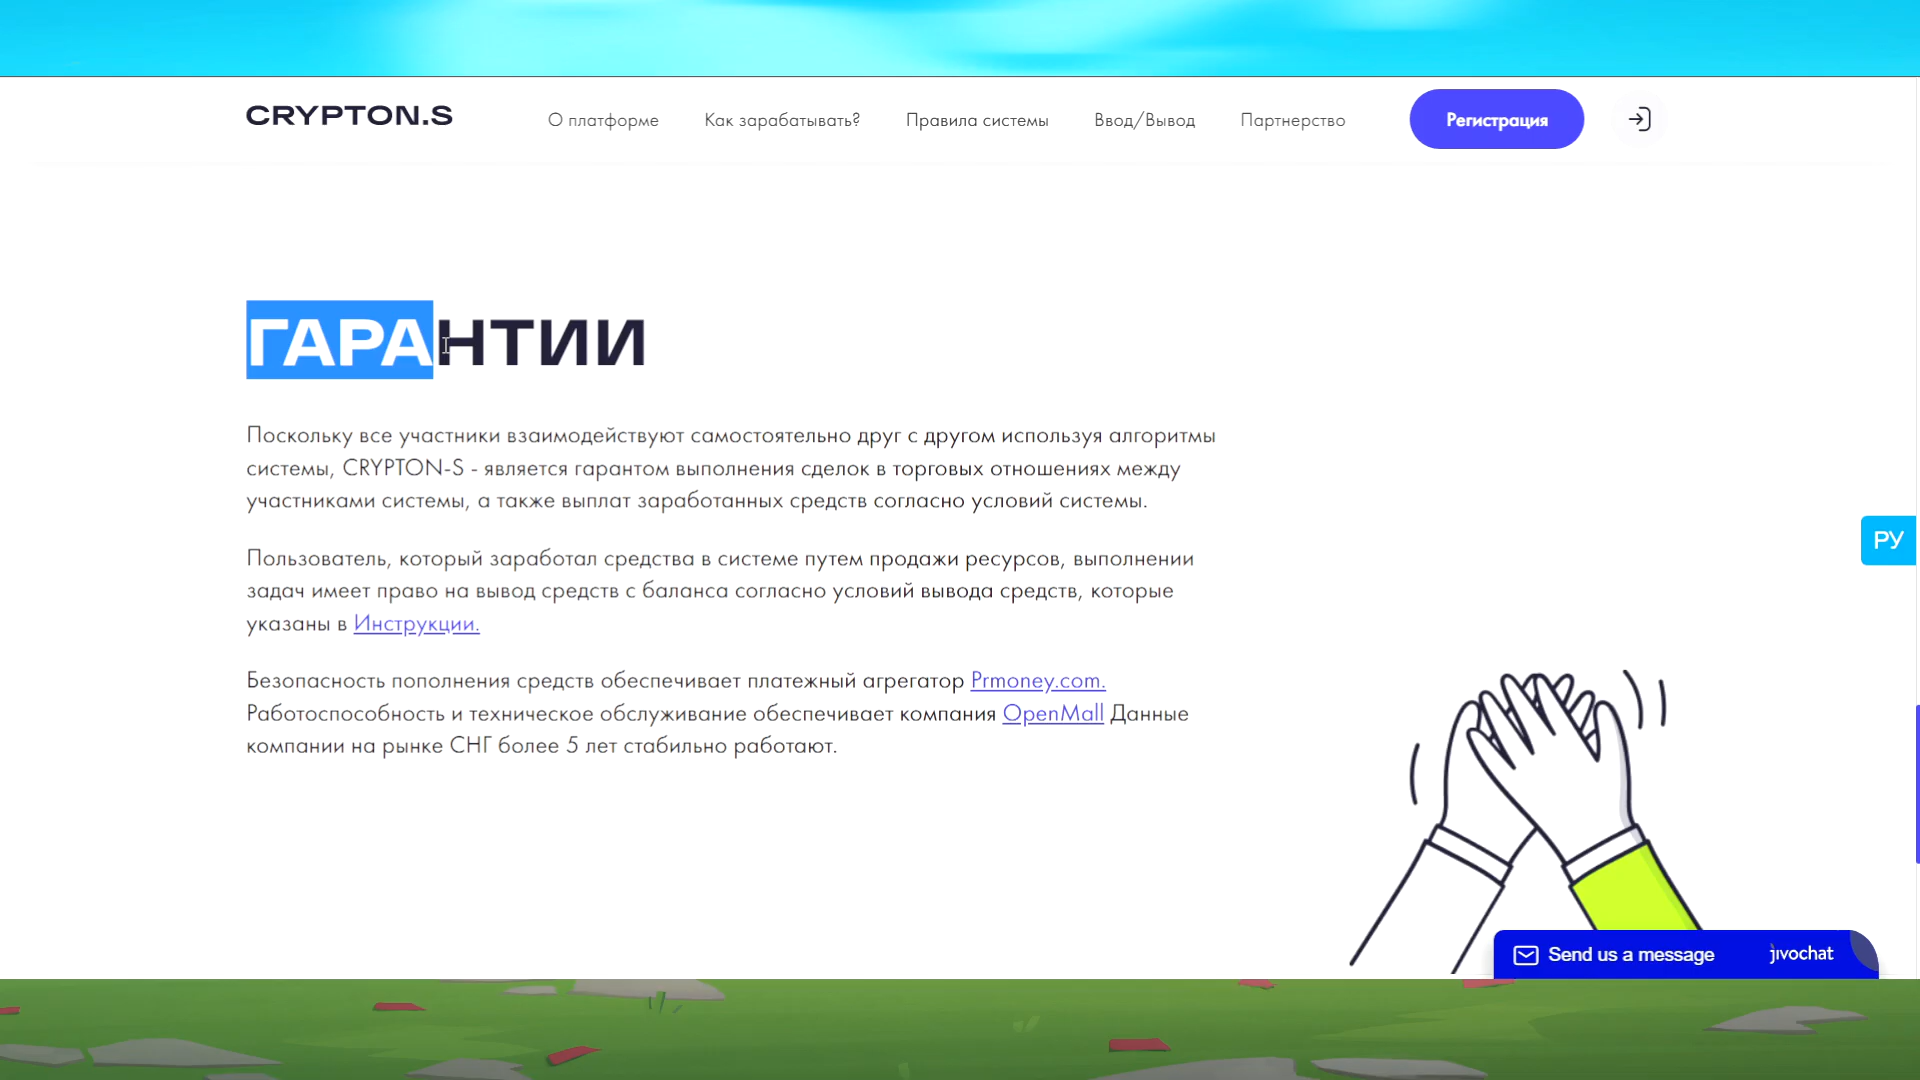 CRYPTON.S
О платформе
Как зарабатывать?
Правила системы
Ввод/Вывод
Партнерство
Регистрация
ГАРАНТИИ
Поскольку все участники взаимодействуют самостоятельно друг с другом используя алгоритмы
системы, CRYPTON-S - является гарантом выполнения сделок в торговых отношениях между
участниками системы, а также выплат заработанных средств согласно условий системы.
РУ
Пользователь, который заработал средства в системе путем продажи ресурсов, выполнении
задач имеет право на вывод средств с баланса согласно условий вывода средств, которые
указаны в Инструкции.
Безопасность пополнения средств обеспечивает платежный агрегатор Prmoney.com.
Работоспособность и техническое обслуживание обеспечивает компания OpenMall Данные
компании на рынке СНГ более 5 лет стабильно работают.
Send us a message
jivochat